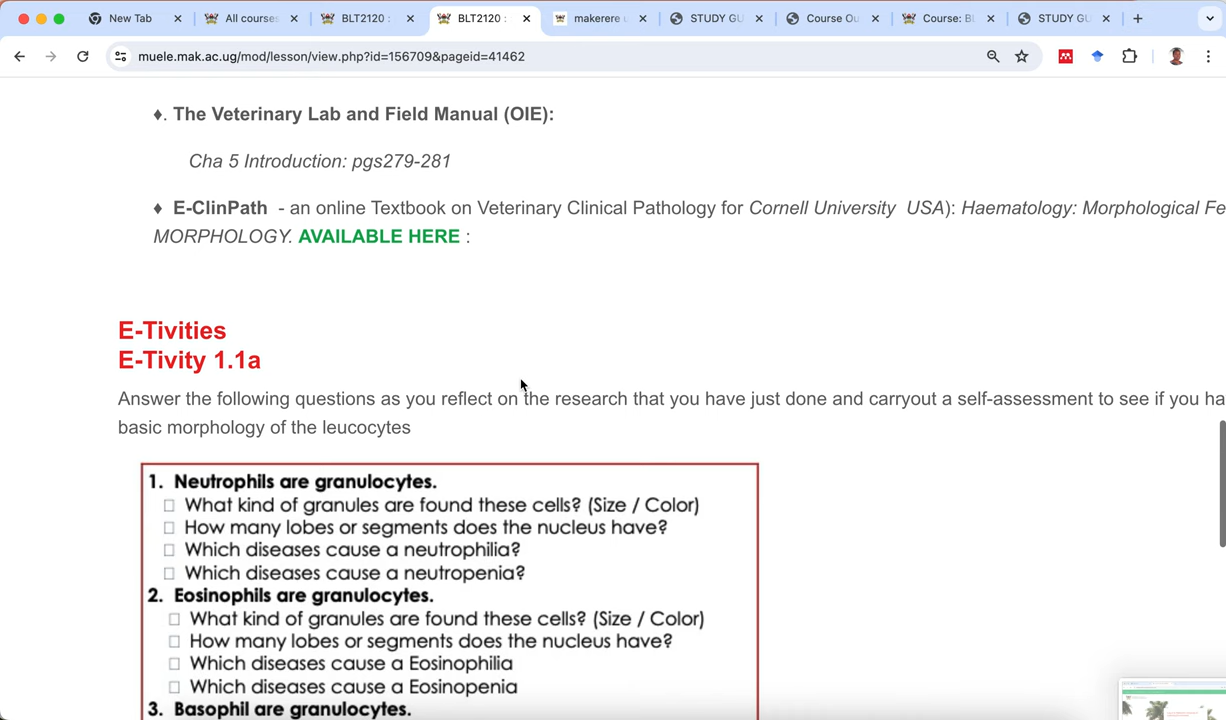 New Tab
All courses
BLT2120 :
BLT2120 :
makerere u
STUDY GU
Course Ou
Course: BL
STUDY GU
muele.mak.ac.ug/mod/lesson/view.php?id=156709&pageid=41462
♦. The Veterinary Lab and Field Manual (OIE):
Cha 5 Introduction: pgs279-281
♦ E-ClinPath - an online Textbook on Veterinary Clinical Pathology for Cornell University USA): Haematology: Morphological Fe
MORPHOLOGY. AVAILABLE HERE :
E-Tivities
E-Tivity 1.1a
Answer the following questions as you reflect on the research that you have just done and carryout a self-assessment to see if you ha
basic morphology of the leucocytes
1. Neutrophils are granulocytes.
□ What kind of granules are found these cells? (Size / Color)
□ How many lobes or segments does the nucleus have?
□ Which diseases cause a neutrophilia?
□ Which diseases cause a neutropenia?
2. Eosinophils are granulocytes.
□ What kind of granules are found these cells? (Size / Color)
□ How many lobes or segments does the nucleus have?
□ Which diseases cause a Eosinophilia
□ Which diseases cause a Eosinopenia
3. Basophil are granulocytes.